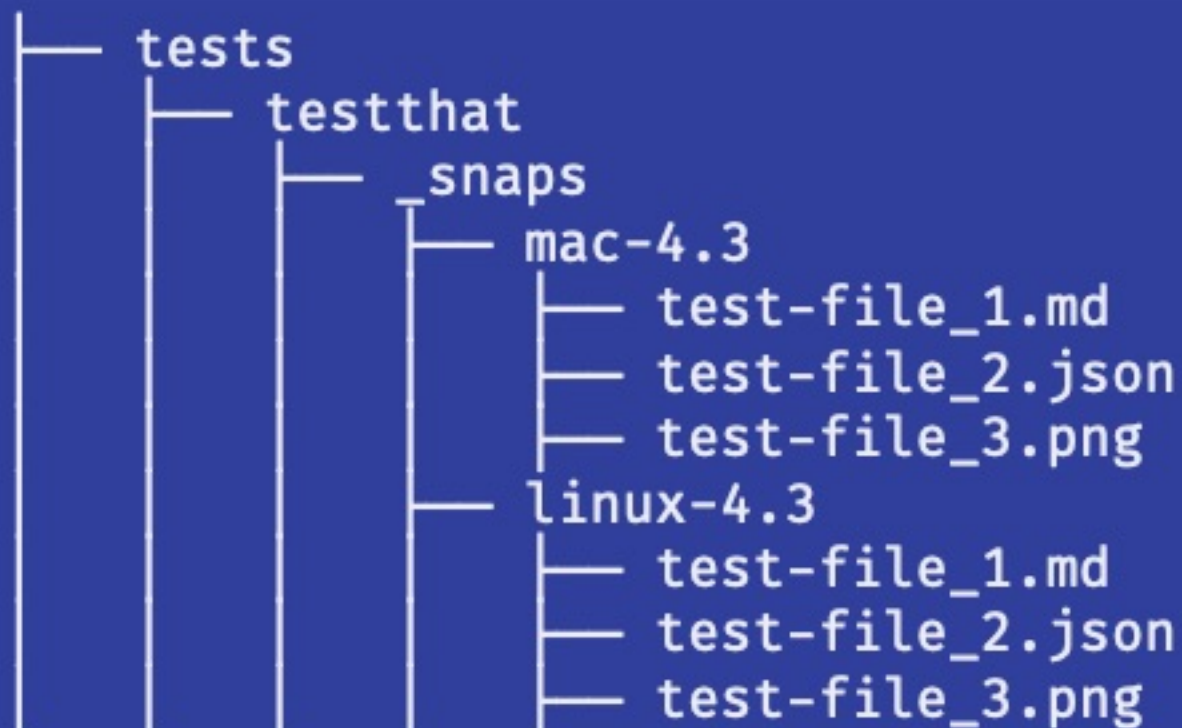 tests
testthat
_snaps
mac-4.3
test-file_1.md
test-file_2.json
test-file_3.png
linux-4.3
test-file_1.md
test-file_2.json
test-file_3.png